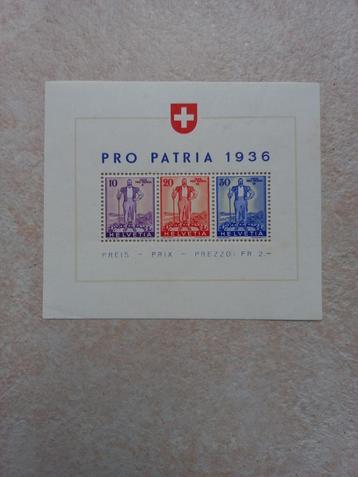 PRO PATRIA 1936
10 20 30
HELVETIA HELVETIA HELVETIA
PREIS - PRIX - PREZZO: FR. 2.-